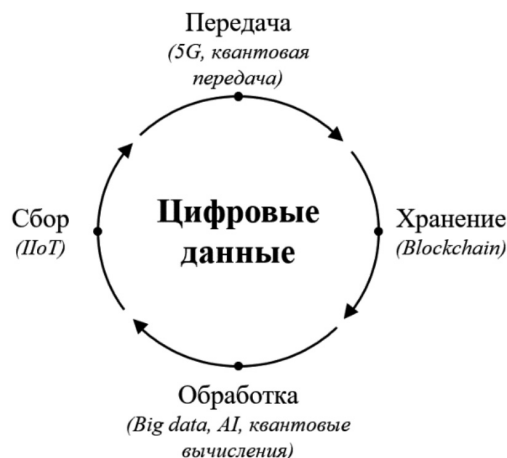 Передача
(5G, квантовая
передача)
Сбор
(IIoT)
Цифровые
данные
Хранение
(Blockchain)
Обработка
(Big data, AI, квантовые
вычисления)